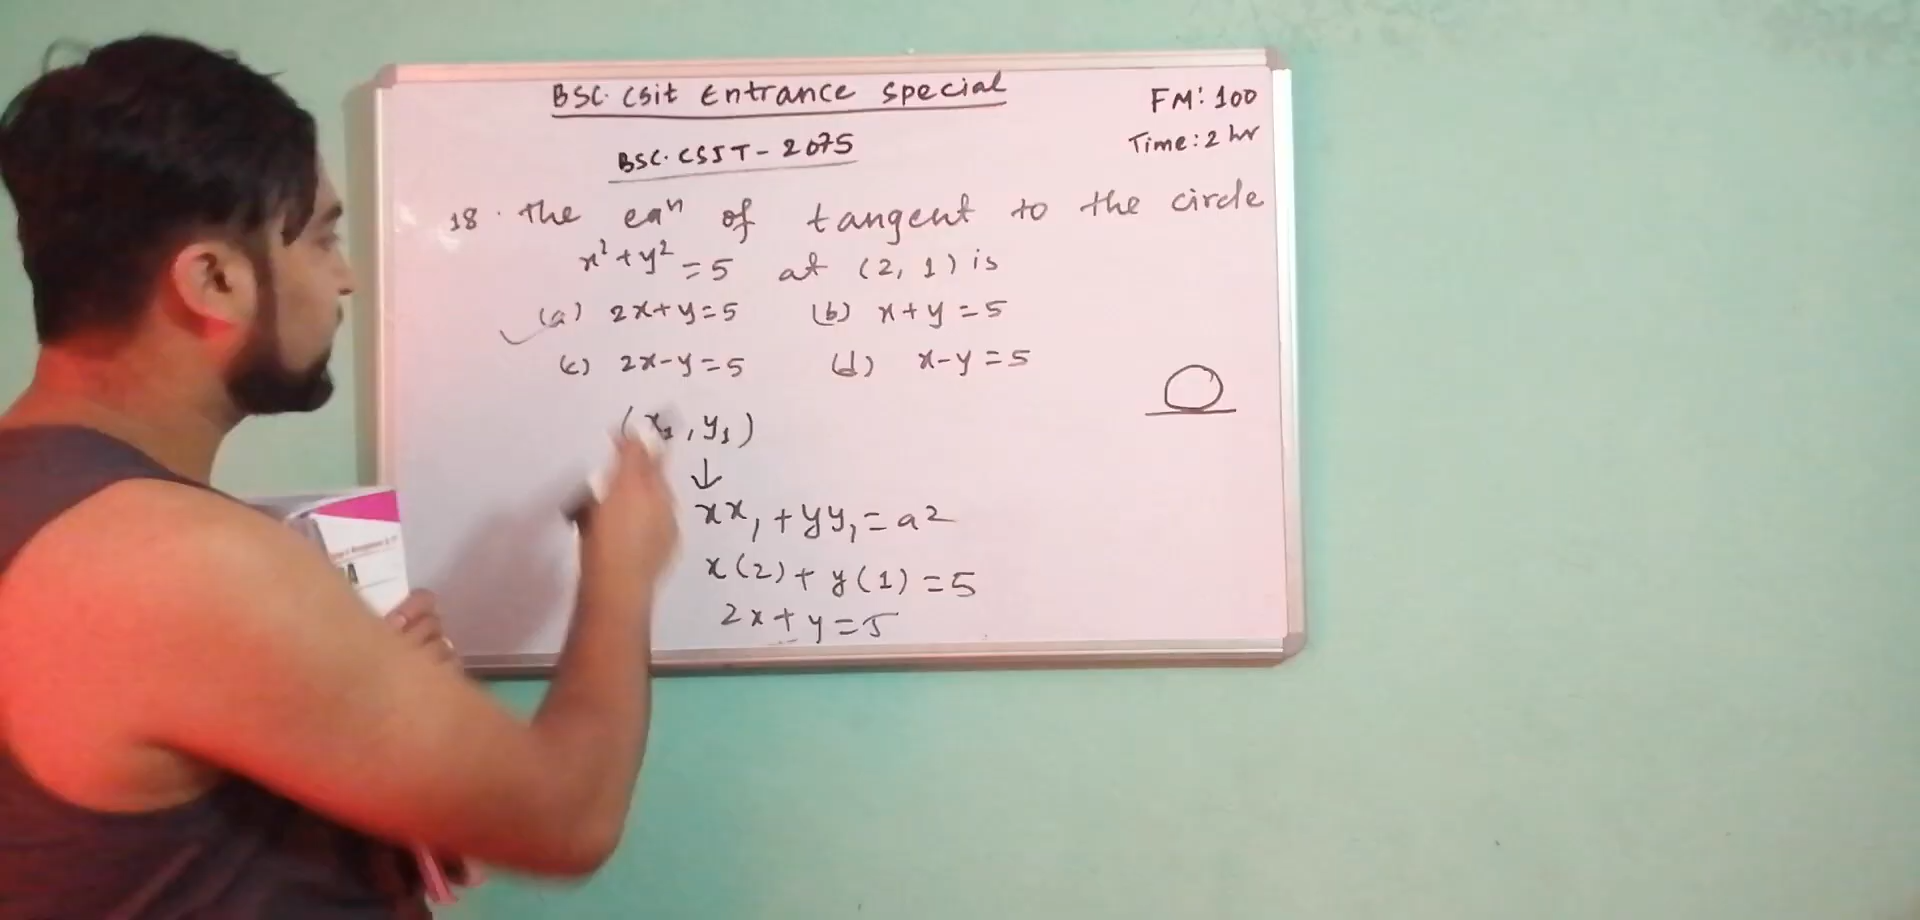 BSC. CSit Entrance Special
FM: 100
BSC. CSIT - 2075
Time: 2 hr
18. The eqⁿ of tangent to the circle
x² + y² = 5 at (2, 1) is
(a) 2x+y=5 (b) x+y=5
(c) 2x-y=5 (d) x-y=5
(x₁, y₁)
↓
xx₁ + yy₁ = a2
x(2) + y(1) = 5
2x + y = 5